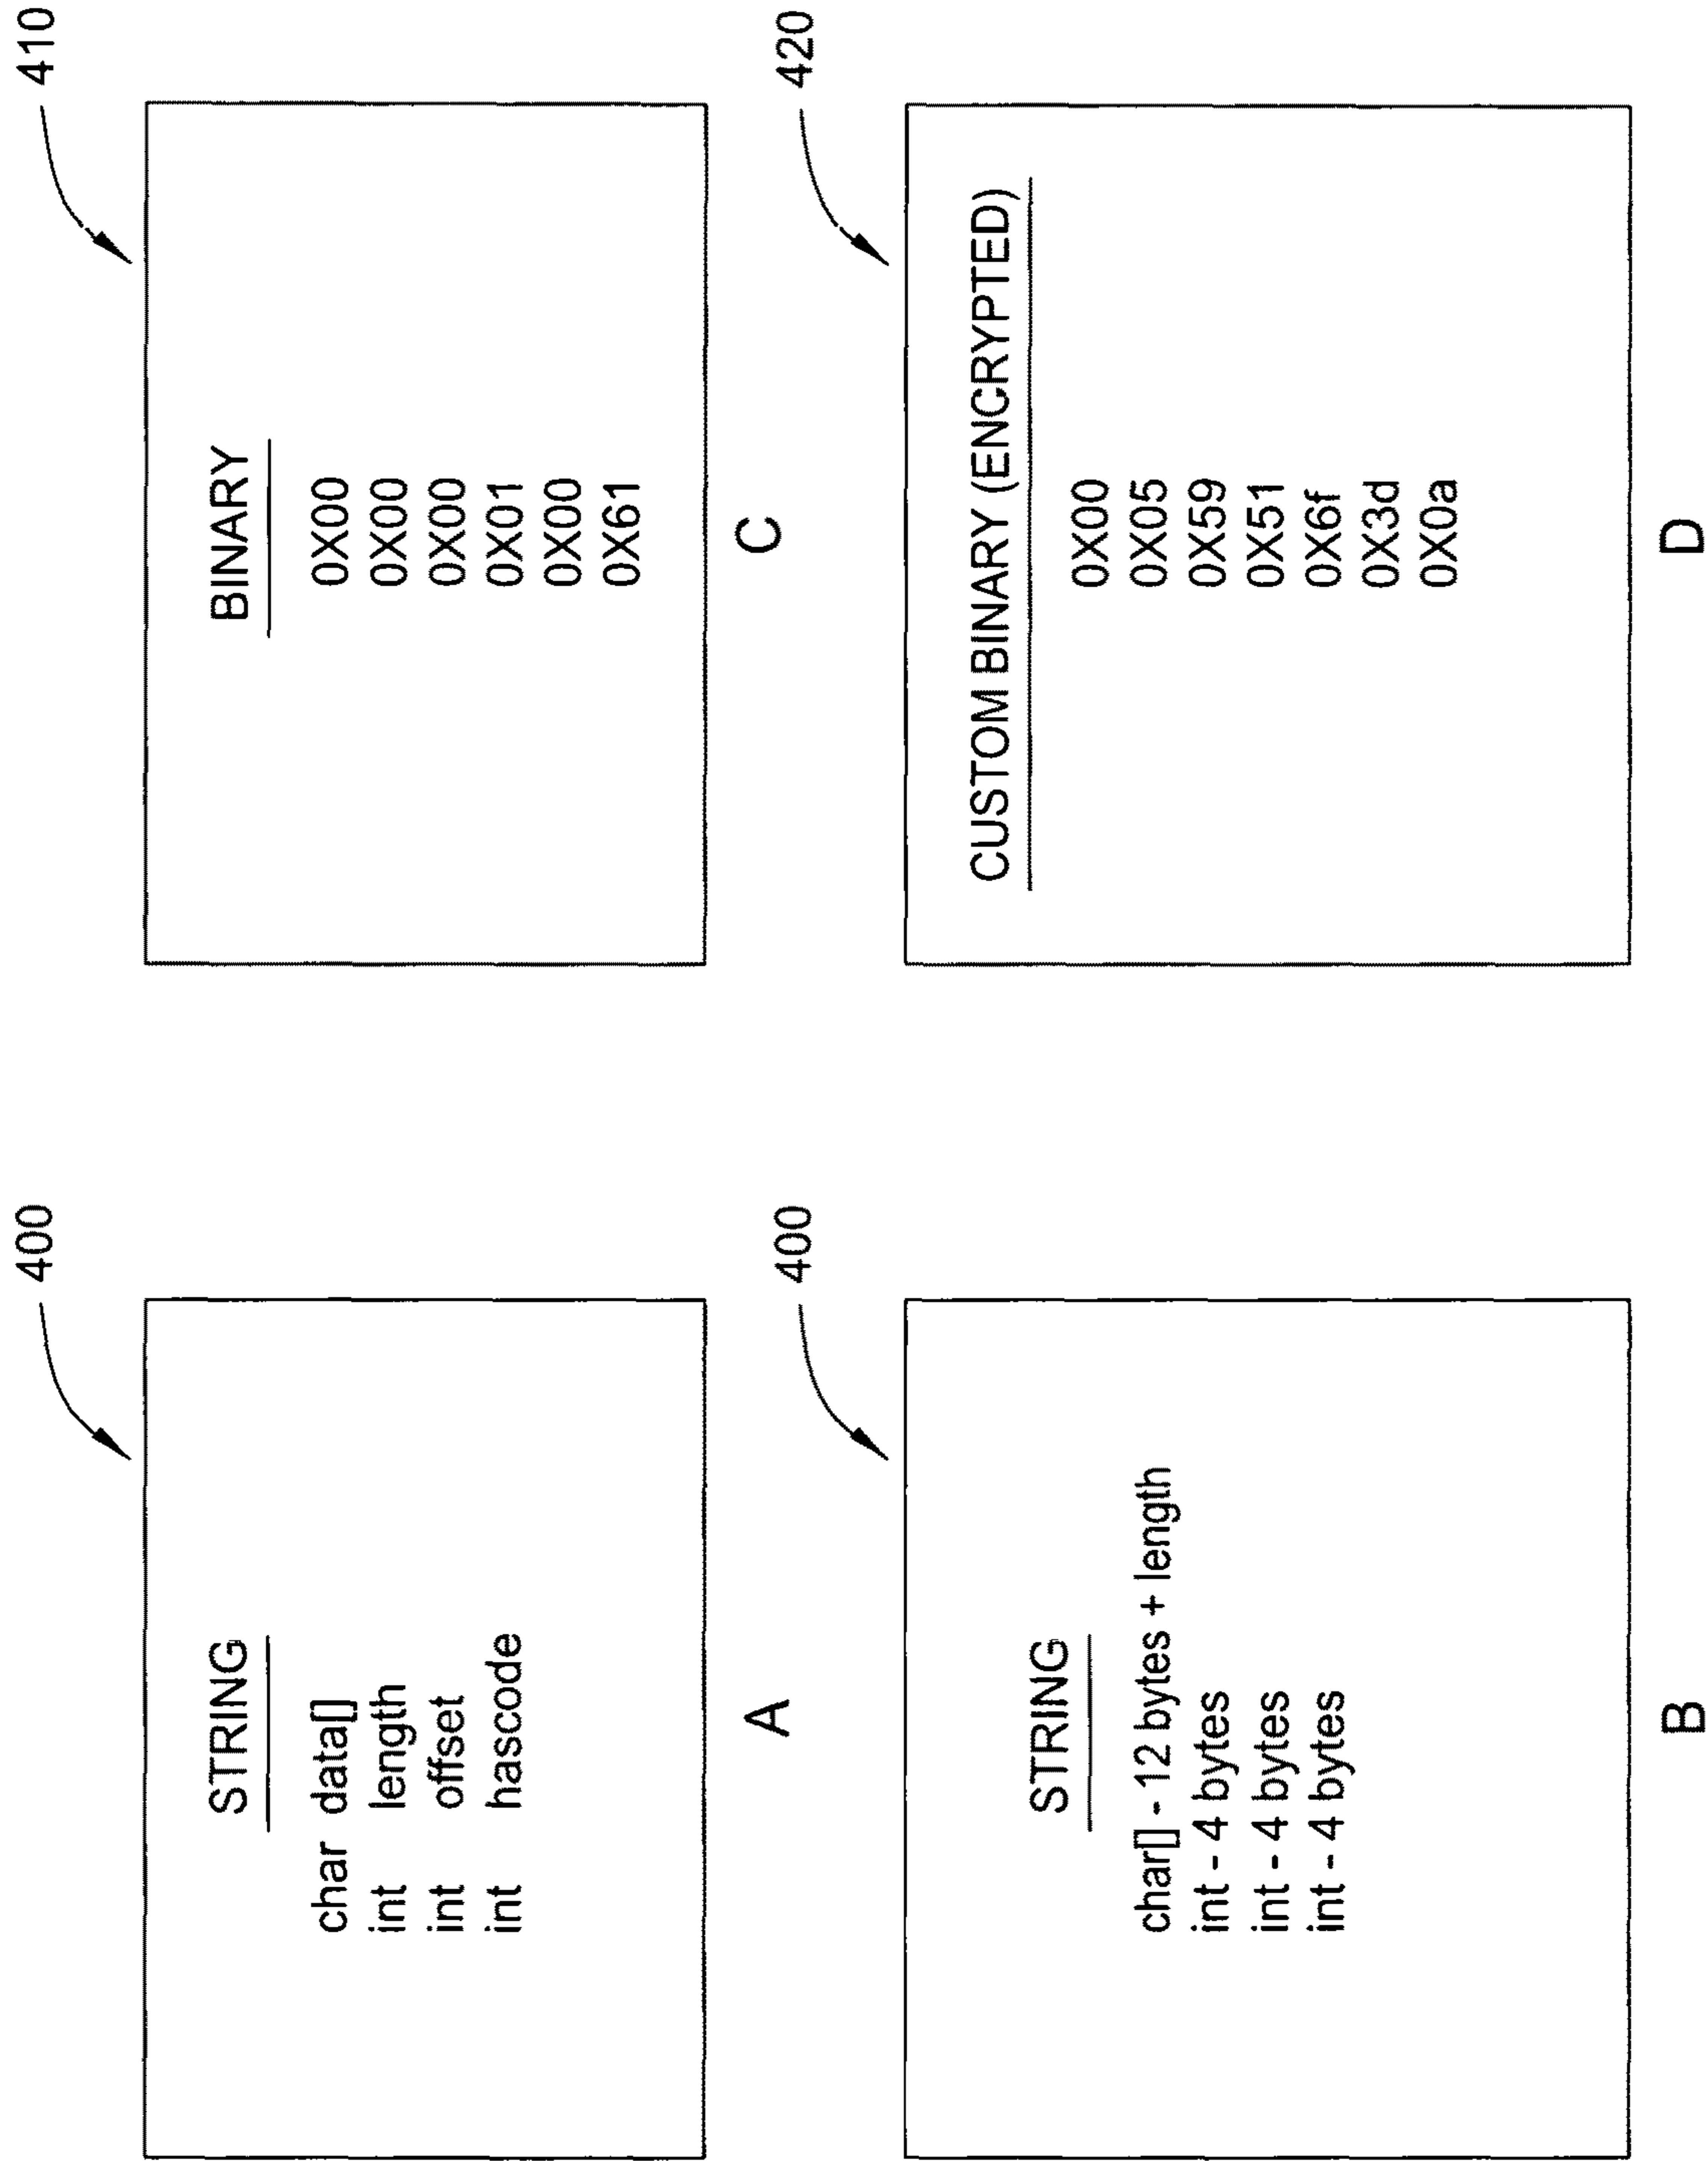 400
STRING
char data[]
int length
int offset
int hascode
A
410
BINARY
0X00
0X00
0X00
0X01
0X00
0X61
C
400
STRING
char[] - 12 bytes + length
int - 4 bytes
int - 4 bytes
int - 4 bytes
B
420
CUSTOM BINARY (ENCRYPTED)
0X00
0X05
0X59
0X51
0X6f
0X3d
0X0a
D